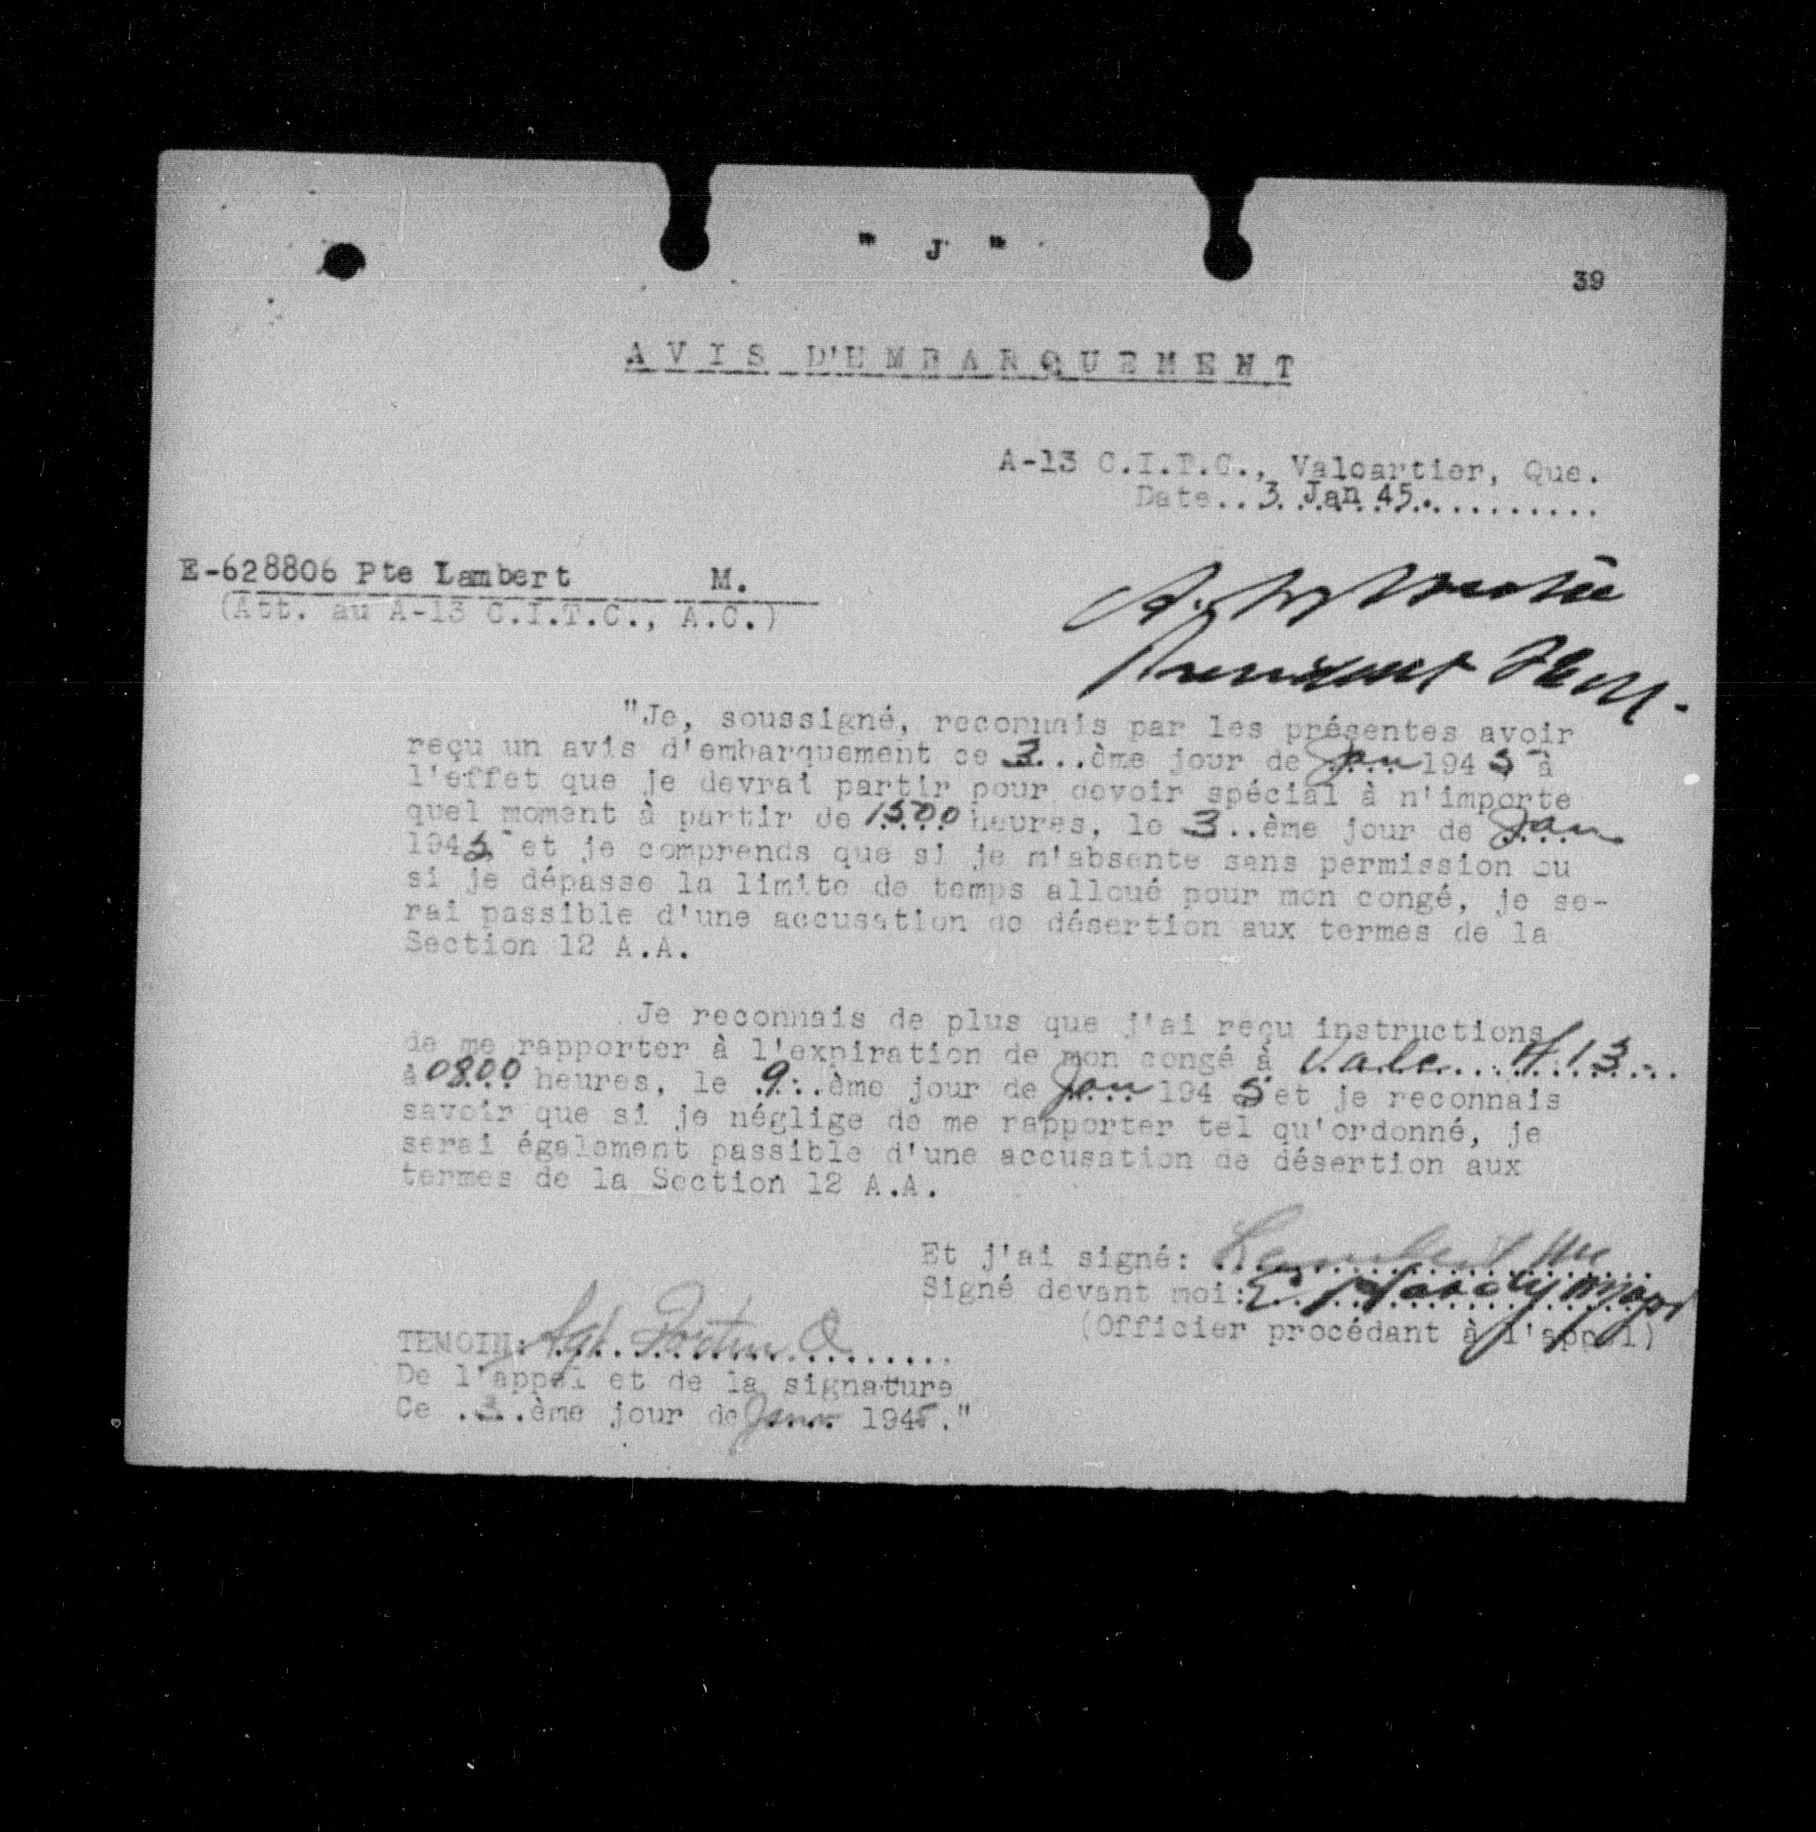 " J "
39
AVIS D'EMBARQUEMENT
A-13 C.I.T.C., Valcartier, Que.
Date..3 Jan 45...........
E-628806 Pte Lambert M.
(Att. au A-13 C.I.T.C., A.C.)
"Je, soussigné, reconnais par les présentes avoir
reçu un avis d'embarquement ce 3...ème jour de Jan 1945 à
l'effet que je devrai partir pour devoir spécial à n'importe
quel moment à partir de 1500 heures, le 3..ème jour de Jan
1945 et je comprends que si je m'absente sans permission ou
si je dépasse la limite de temps alloué pour mon congé, je se-
rai passible d'une accusation de désertion aux termes de la
Section 12 A.A.
Je reconnais de plus que j'ai reçu instructions
de me rapporter à l'expiration de mon congé à Valc....A13...
à 0800 heures, le 9...ème jour de Jan 1945 et je reconnais
savoir que si je néglige de me rapporter tel qu'ordonné, je
serai également passible d'une accusation de désertion aux
termes de la Section 12 A.A.
Et j'ai signé: Lambert M
Signé devant moi: Major
(Officier procédant à l'appel)
TEMOIN: Sgt.
De l'appel et de la signature
Ce .3..ème jour de Janv 1945."